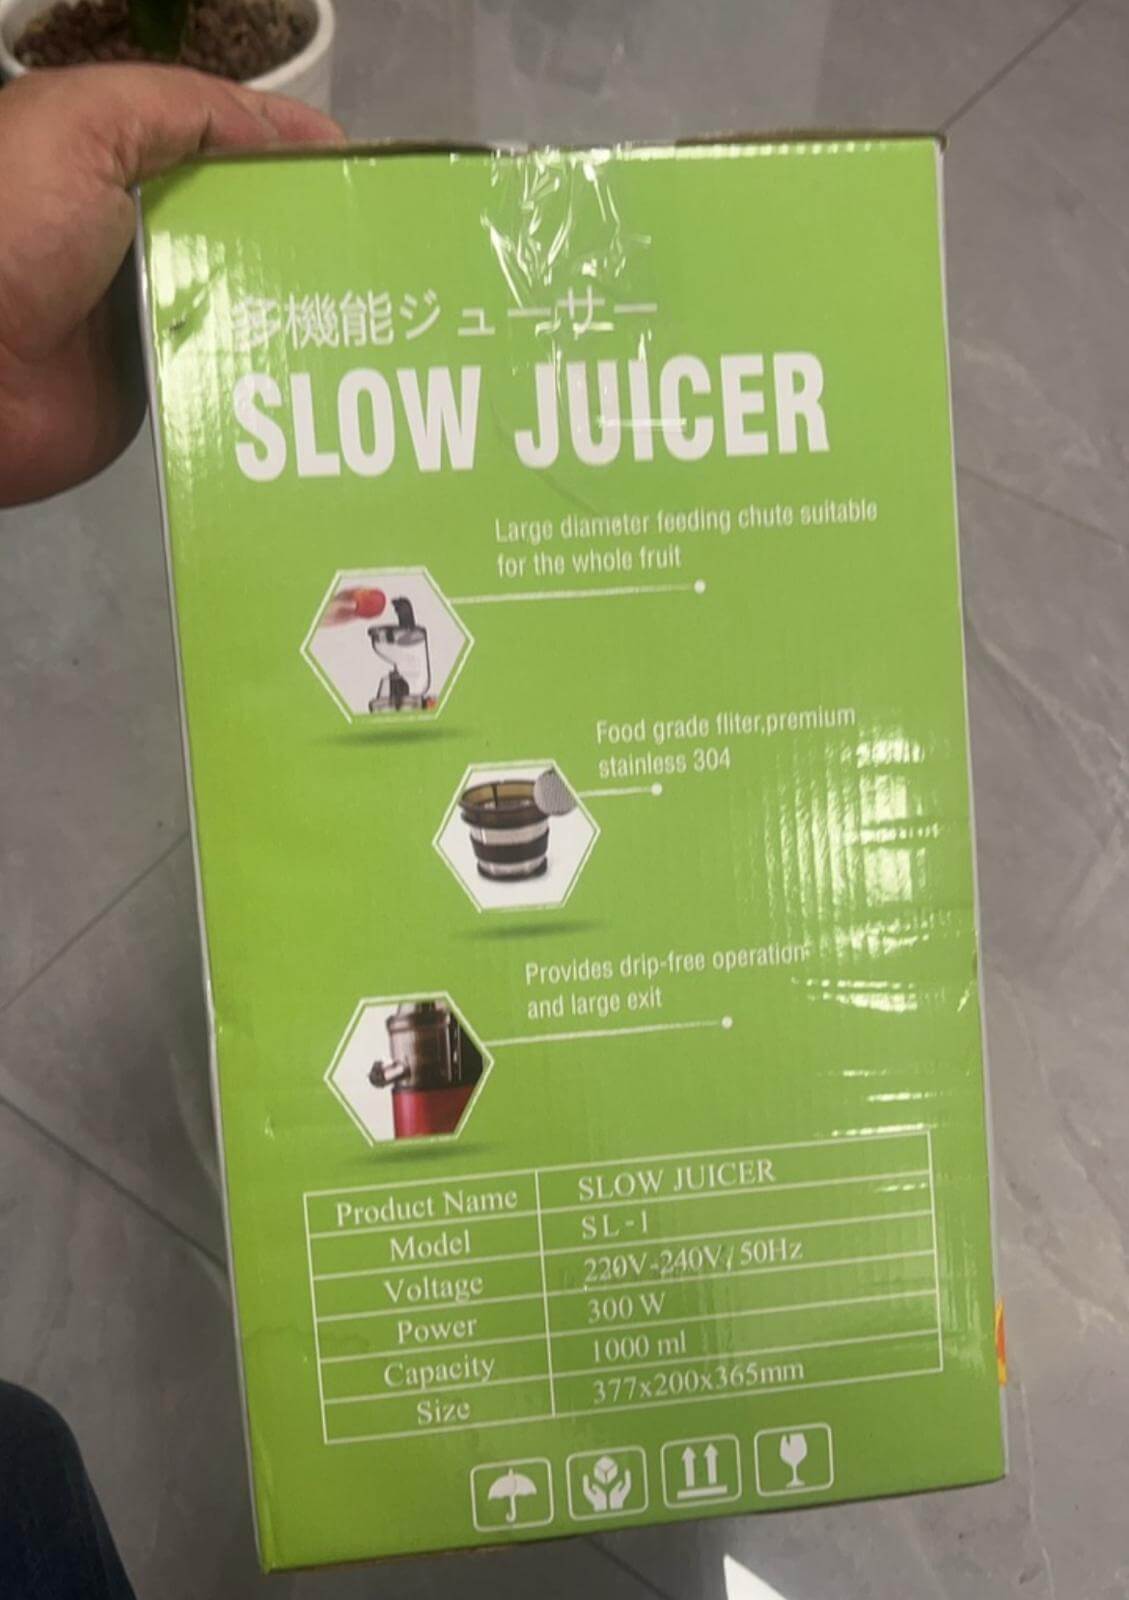 多機能ジューサー
SLOW JUICER
Large diameter feeding chute suitable
for the whole fruit
Food grade fliter,premium
stainless 304
Provides drip-free operation
and large exit
Product Name SLOW JUICER
Model SL-1
Voltage 220V-240V/50Hz
Power 300 W
Capacity 1000 ml
Size 377x200x365mm